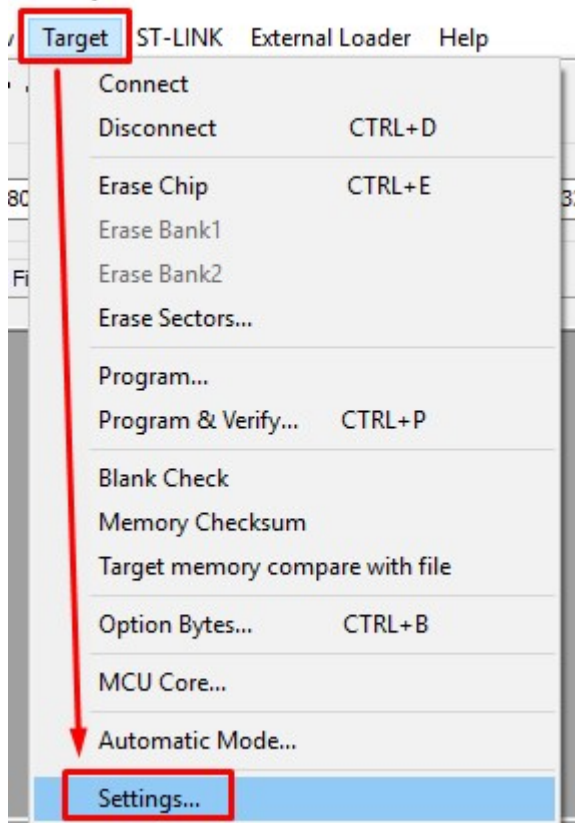 Target ST-LINK External Loader Help
Connect
Disconnect CTRL+D
Erase Chip CTRL+E
Erase Bank1
Erase Bank2
Erase Sectors...
Program...
Program & Verify... CTRL+P
Blank Check
Memory Checksum
Target memory compare with file
Option Bytes... CTRL+B
MCU Core...
Automatic Mode...
Settings...